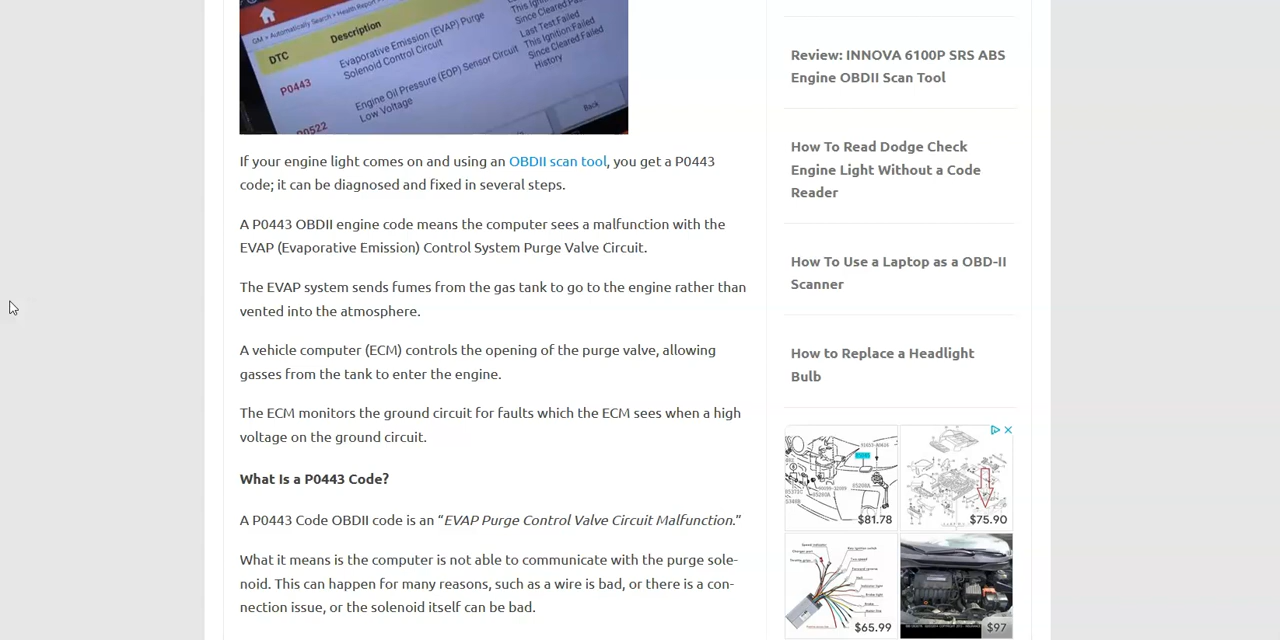 GM > Automatically Search > Health Report
DTC
Description
P0443
Evaporative Emission (EVAP) Purge
Solenoid Control Circuit
Since Cleared
Last Test:Failed
This Ignition:Failed
Since Cleared Failed
History
P0522
Engine Oil Pressure (EOP) Sensor Circuit
Low Voltage
Back
If your engine light comes on and using an OBDII scan tool, you get a P0443
code; it can be diagnosed and fixed in several steps.
A P0443 OBDII engine code means the computer sees a malfunction with the
EVAP (Evaporative Emission) Control System Purge Valve Circuit.
The EVAP system sends fumes from the gas tank to go to the engine rather than
vented into the atmosphere.
A vehicle computer (ECM) controls the opening of the purge valve, allowing
gasses from the tank to enter the engine.
The ECM monitors the ground circuit for faults which the ECM sees when a high
voltage on the ground circuit.
What Is a P0443 Code?
A P0443 Code OBDII code is an “EVAP Purge Control Valve Circuit Malfunction.”
What it means is the computer is not able to communicate with the purge sole-
noid. This can happen for many reasons, such as a wire is bad, or there is a con-
nection issue, or the solenoid itself can be bad.
Review: INNOVA 6100P SRS ABS
Engine OBDII Scan Tool
How To Read Dodge Check
Engine Light Without a Code
Reader
How To Use a Laptop as a OBD-II
Scanner
How to Replace a Headlight
Bulb
$81.78
$75.90
$65.99
$97